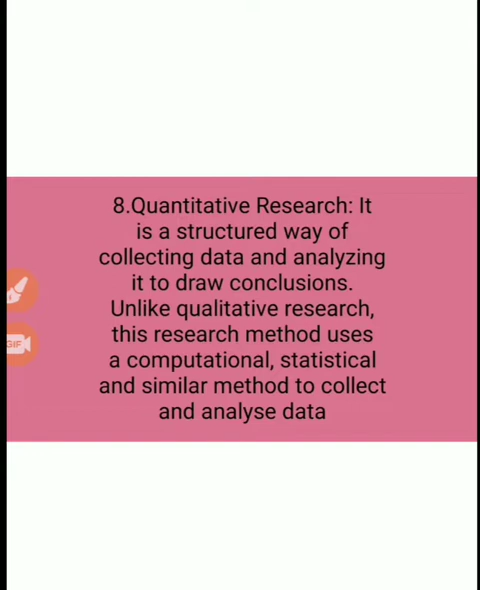 8.Quantitative Research: It
is a structured way of
collecting data and analyzing
it to draw conclusions.
Unlike qualitative research,
this research method uses
a computational, statistical
and similar method to collect
and analyse data
GIF